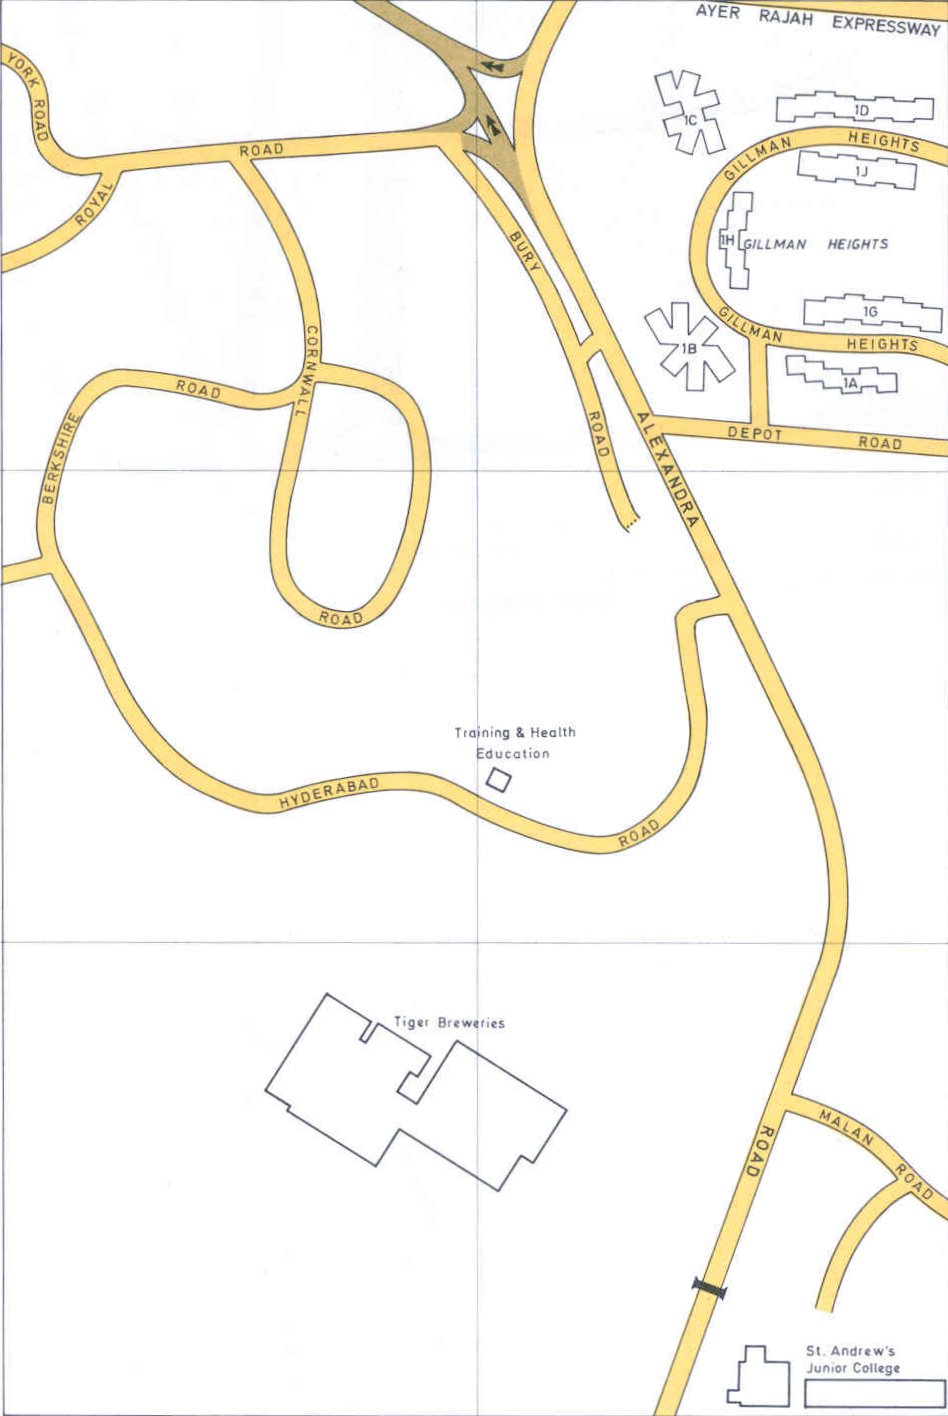 AYER RAJAH EXPRESSWAY
YORK ROAD
ROYAL
ROAD
1C
1D
GILLMAN HEIGHTS
1J
1H
GILLMAN HEIGHTS
BURY
ROAD
1G
GILLMAN HEIGHTS
1B
1A
CORNWALL
ROAD
BERKSHIRE
ROAD
DEPOT ROAD
ALEXANDRA
ROAD
Training & Health
Education
HYDERABAD
ROAD
Tiger Breweries
MALAN
ROAD
St. Andrew's
Junior College